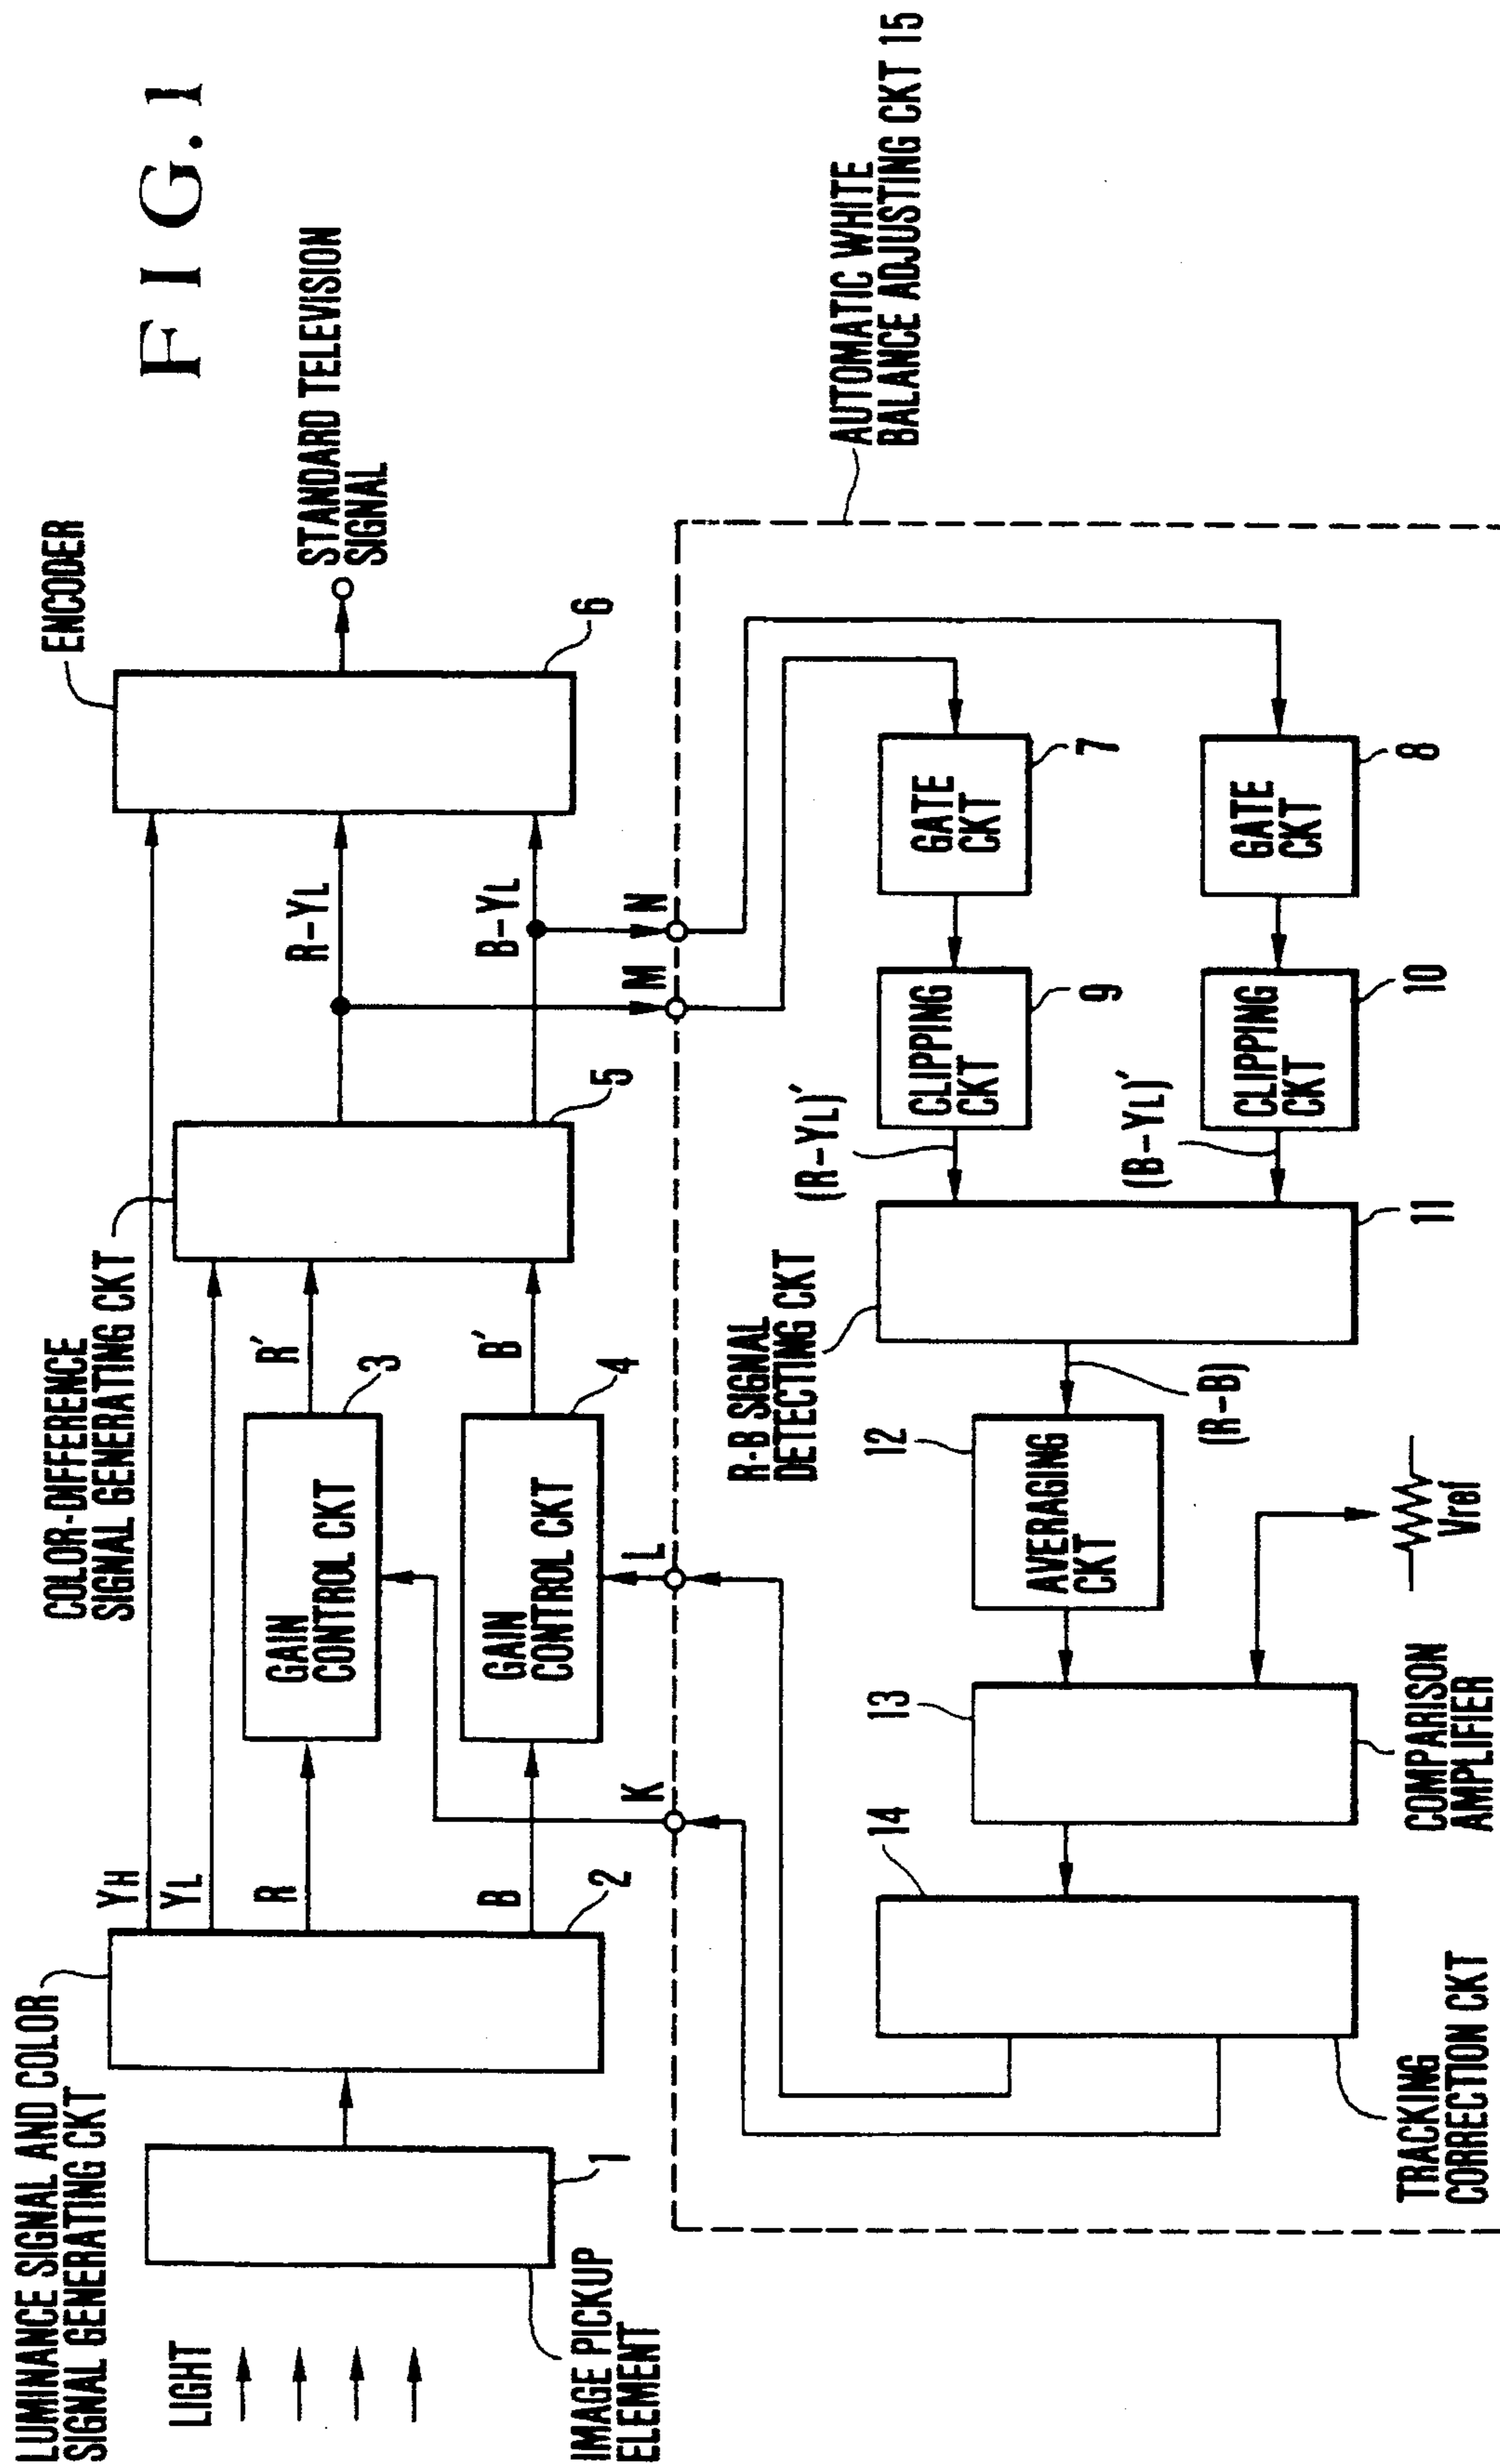 FIG.1
LUMINANCE SIGNAL AND COLOR
SIGNAL GENERATING CKT
COLOR-DIFFERENCE
SIGNAL GENERATING CKT
ENCODER
LIGHT
YH
YL
R
B
GAIN
CONTROL CKT
R'
3
GAIN
CONTROL CKT
B'
4
R-YL
B-YL
STANDARD TELEVISION
SIGNAL
IMAGE PICKUP
ELEMENT
1
2
5
6
K
L
M
N
AUTOMATIC WHITE
BALANCE ADJUSTING CKT 15
R-B SIGNAL
DETECTING CKT
14
13
12
AVERAGING
CKT
(R-B)
(R-YL)'
CLIPPING
CKT
9
GATE
CKT
7
(B-YL)'
CLIPPING
CKT
10
GATE
CKT
8
11
Vref
TRACKING
CORRECTION CKT
COMPARISON
AMPLIFIER